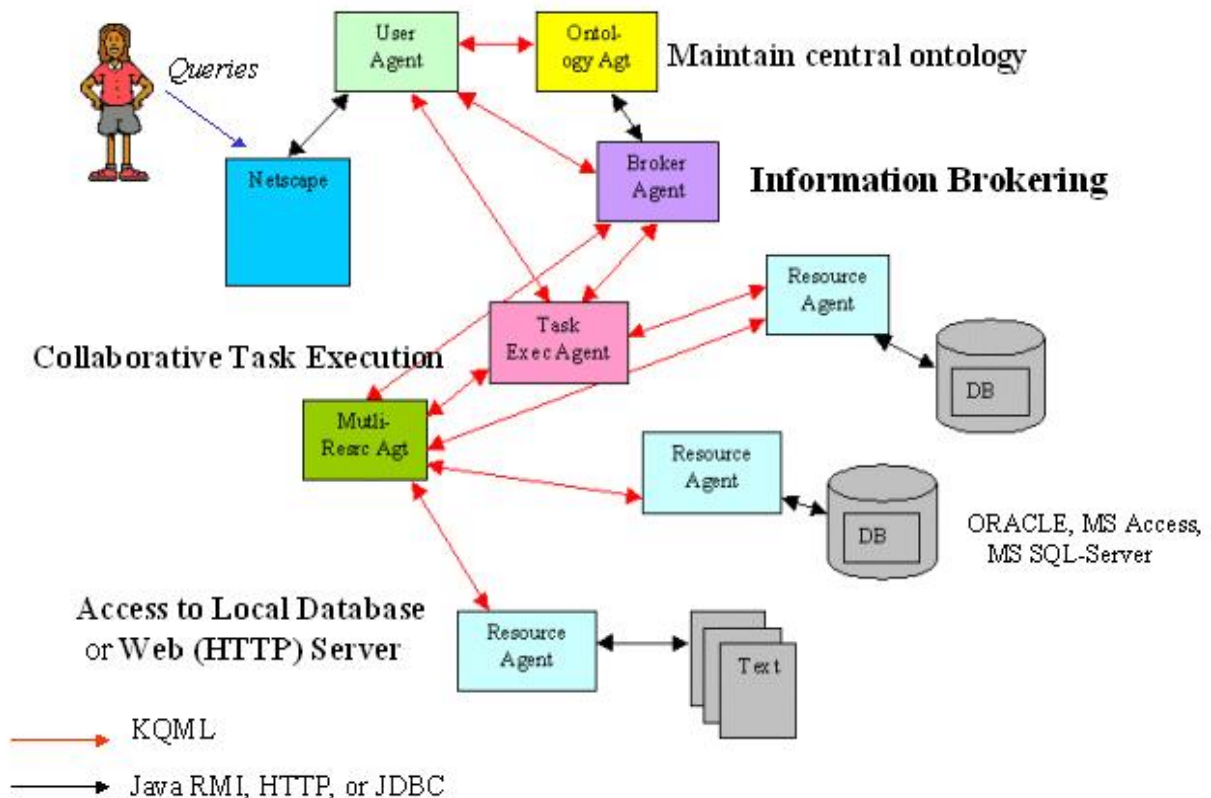 User
Agent
Ontol-
ogy Agt
Maintain central ontology
Queries
Netscape
Broker
Agent
Information Brokering
Resource
Agent
Task
Exec Agent
Collaborative Task Execution
DB
Mutli-
Resrc Agt
Resource
Agent
DB
ORACLE, MS Access,
MS SQL-Server
Access to Local Database
or Web (HTTP) Server
Resource
Agent
Text
KQML
Java RMI, HTTP, or JDBC